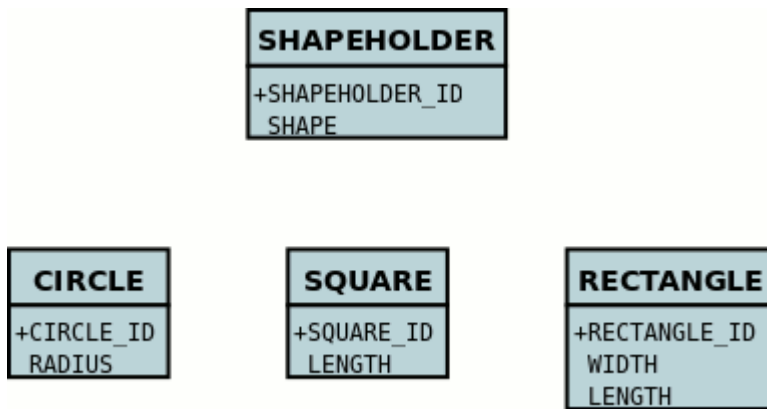 SHAPEHOLDER
+SHAPEHOLDER_ID
SHAPE
CIRCLE
+CIRCLE_ID
RADIUS
SQUARE
+SQUARE_ID
LENGTH
RECTANGLE
+RECTANGLE_ID
WIDTH
LENGTH